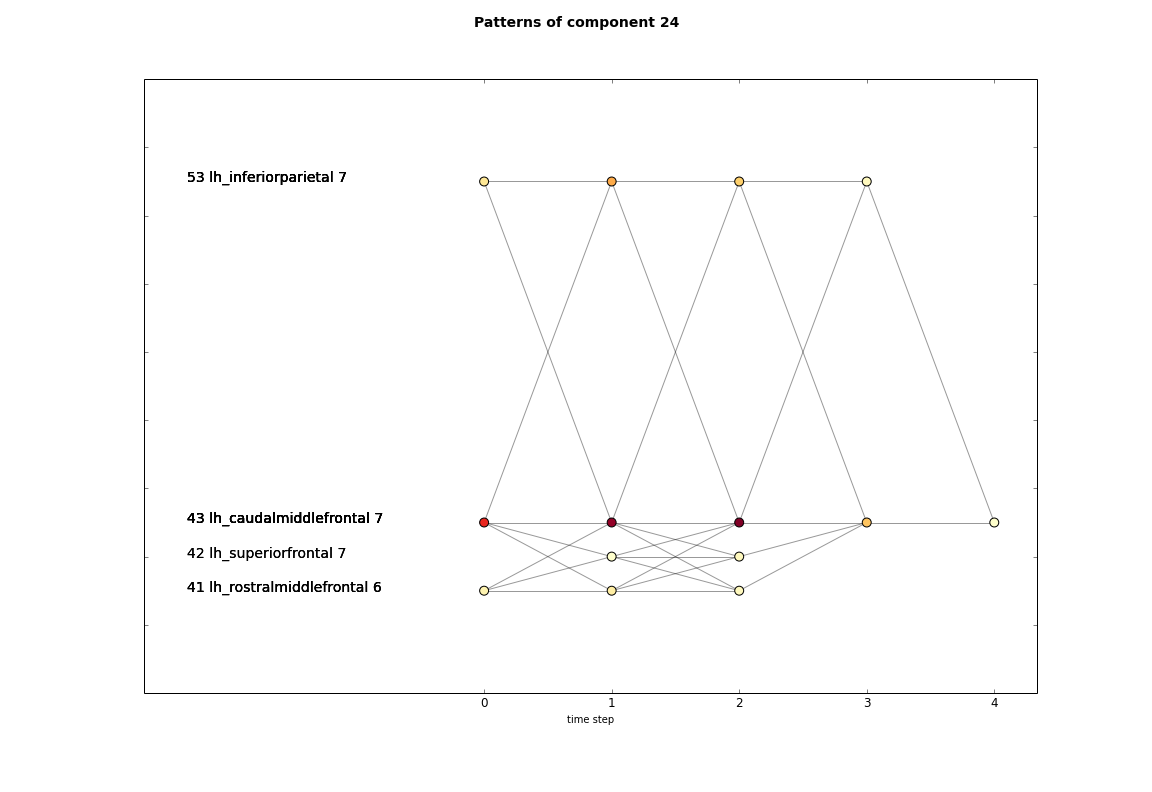 Patterns of component 24
53 lh_inferiorparietal 7
43 lh_caudalmiddlefrontal 7
42 lh_superiorfrontal 7
41 lh_rostralmiddlefrontal 6
0 1 2 3 4
time step